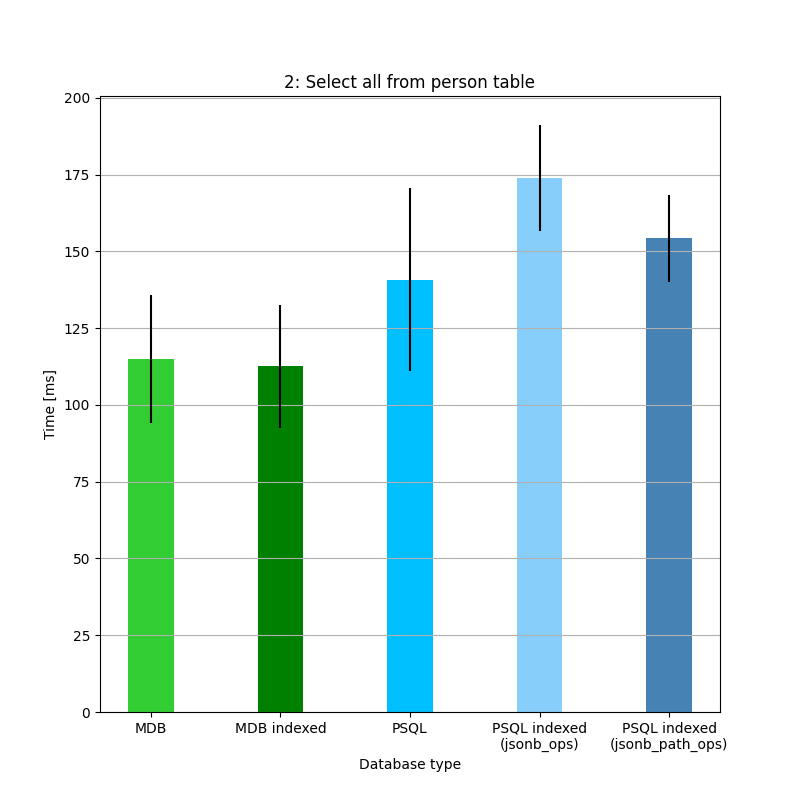 2: Select all from person table
200
175
150
125
100
75
50
25
0
Time [ms]
MDB
MDB indexed
PSQL
PSQL indexed
(jsonb_ops)
PSQL indexed
(jsonb_path_ops)
Database type